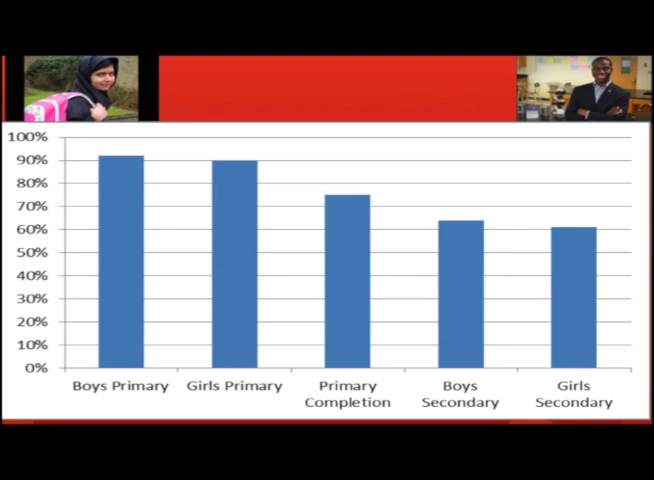 100%
90%
80%
70%
60%
50%
40%
30%
20%
10%
0%
Boys Primary
Girls Primary
Primary
Completion
Boys
Secondary
Girls
Secondary